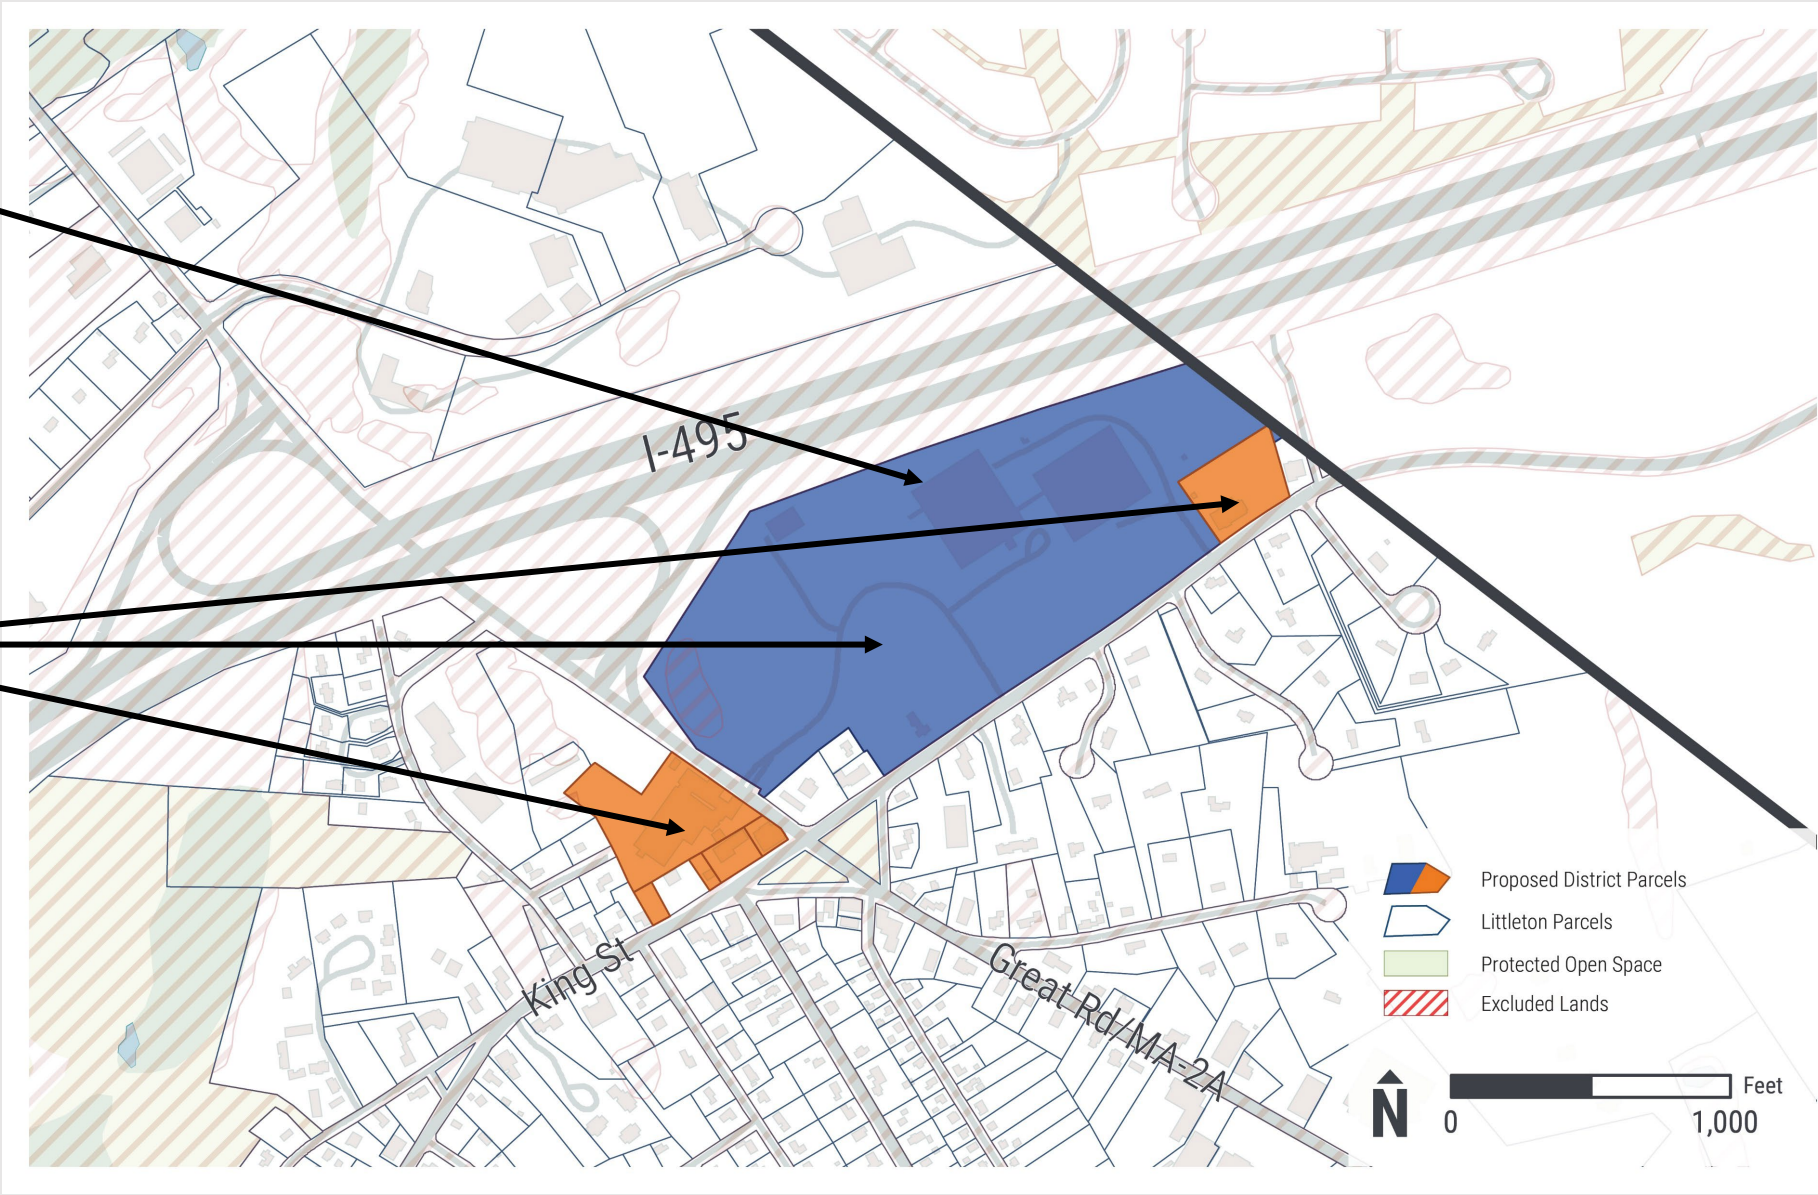 I-495
King St
Great Rd/MA-2A
Proposed District Parcels
Littleton Parcels
Protected Open Space
Excluded Lands
N
Feet
0
1,000